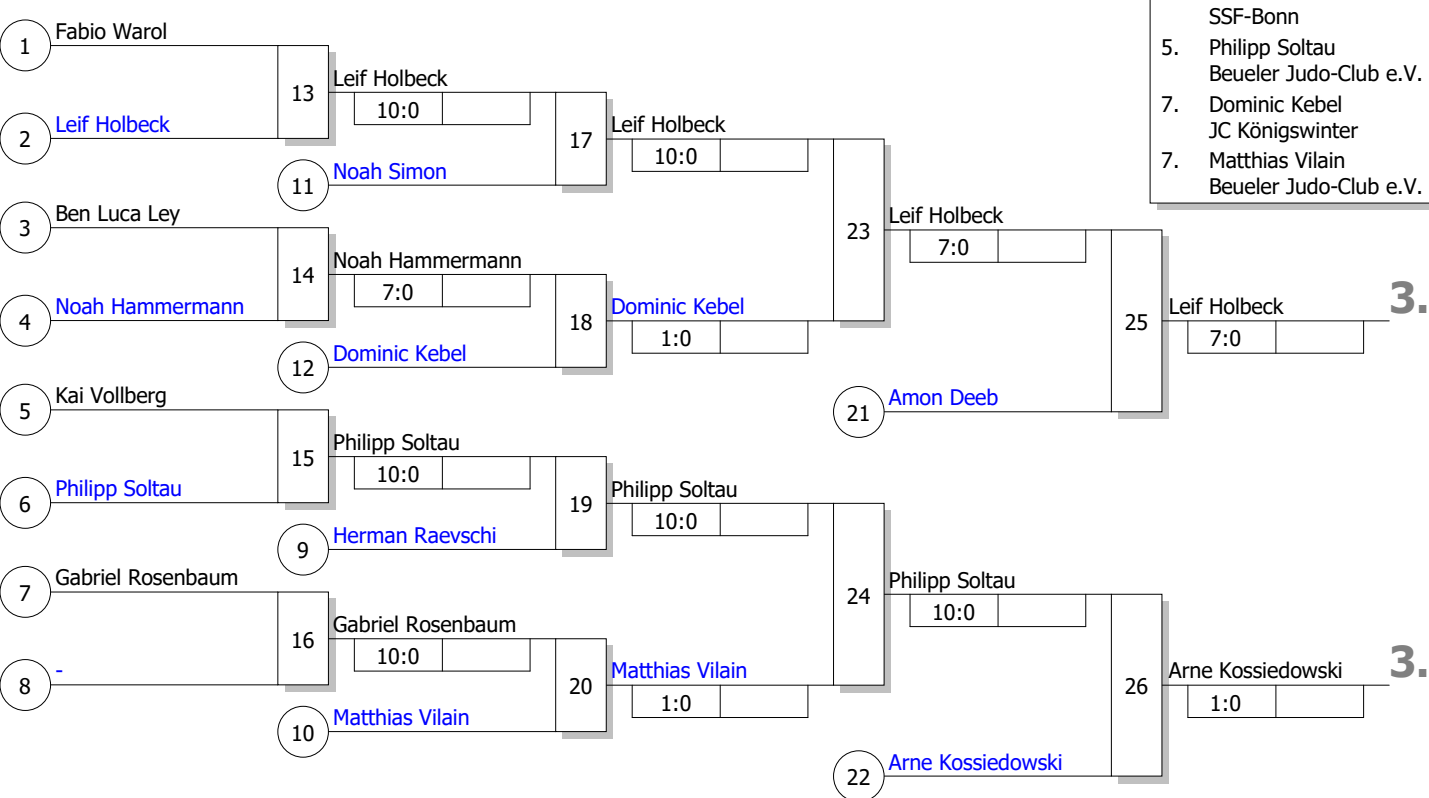 SSF-Bonn
5. Philipp Soltau
Beueler Judo-Club e.V.
7. Dominic Kebel
JC Königswinter
7. Matthias Vilain
Beueler Judo-Club e.V.
1 Fabio Warol
2 Leif Holbeck
13 Leif Holbeck
10:0
11 Noah Simon
17 Leif Holbeck
10:0
3 Ben Luca Ley
4 Noah Hammermann
14 Noah Hammermann
7:0
12 Dominic Kebel
18 Dominic Kebel
1:0
23 Leif Holbeck
7:0
21 Amon Deeb
25 Leif Holbeck 3.
7:0
5 Kai Vollberg
6 Philipp Soltau
15 Philipp Soltau
10:0
9 Herman Raevschi
19 Philipp Soltau
10:0
7 Gabriel Rosenbaum
8 -
16 Gabriel Rosenbaum
10:0
10 Matthias Vilain
20 Matthias Vilain
1:0
24 Philipp Soltau
10:0
22 Arne Kossiedowski
26 Arne Kossiedowski 3.
1:0